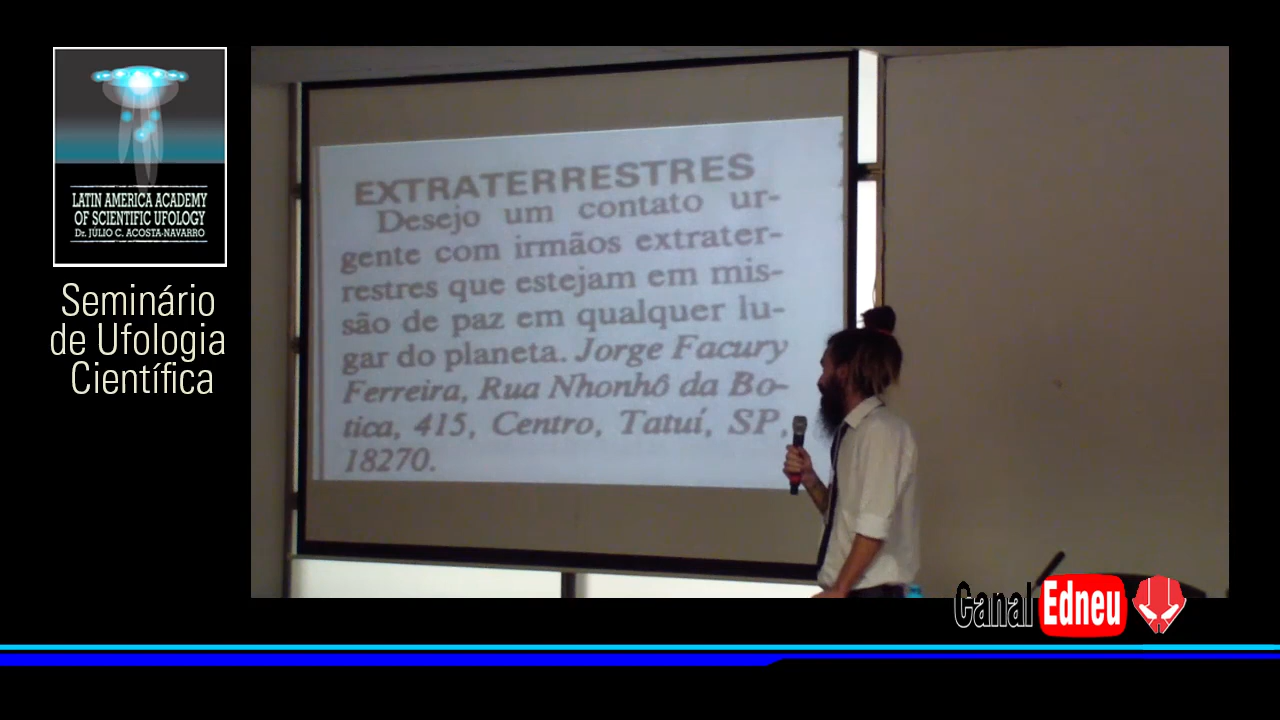 LATIN AMERICA ACADEMY
OF SCIENTIFIC UFOLOGY
Dr. JÚLIO C. ACOSTA-NAVARRO
Seminário
de Ufologia
Científica
EXTRATERRESTRES
Desejo um contato ur-
gente com irmãos extrater-
restres que estejam em mis-
são de paz em qualquer lu-
gar do planeta. Jorge Facury
Ferreira, Rua Nhonhô da Bo-
tica, 415, Centro, Tatuí, SP,
18270.
Canal Edneu